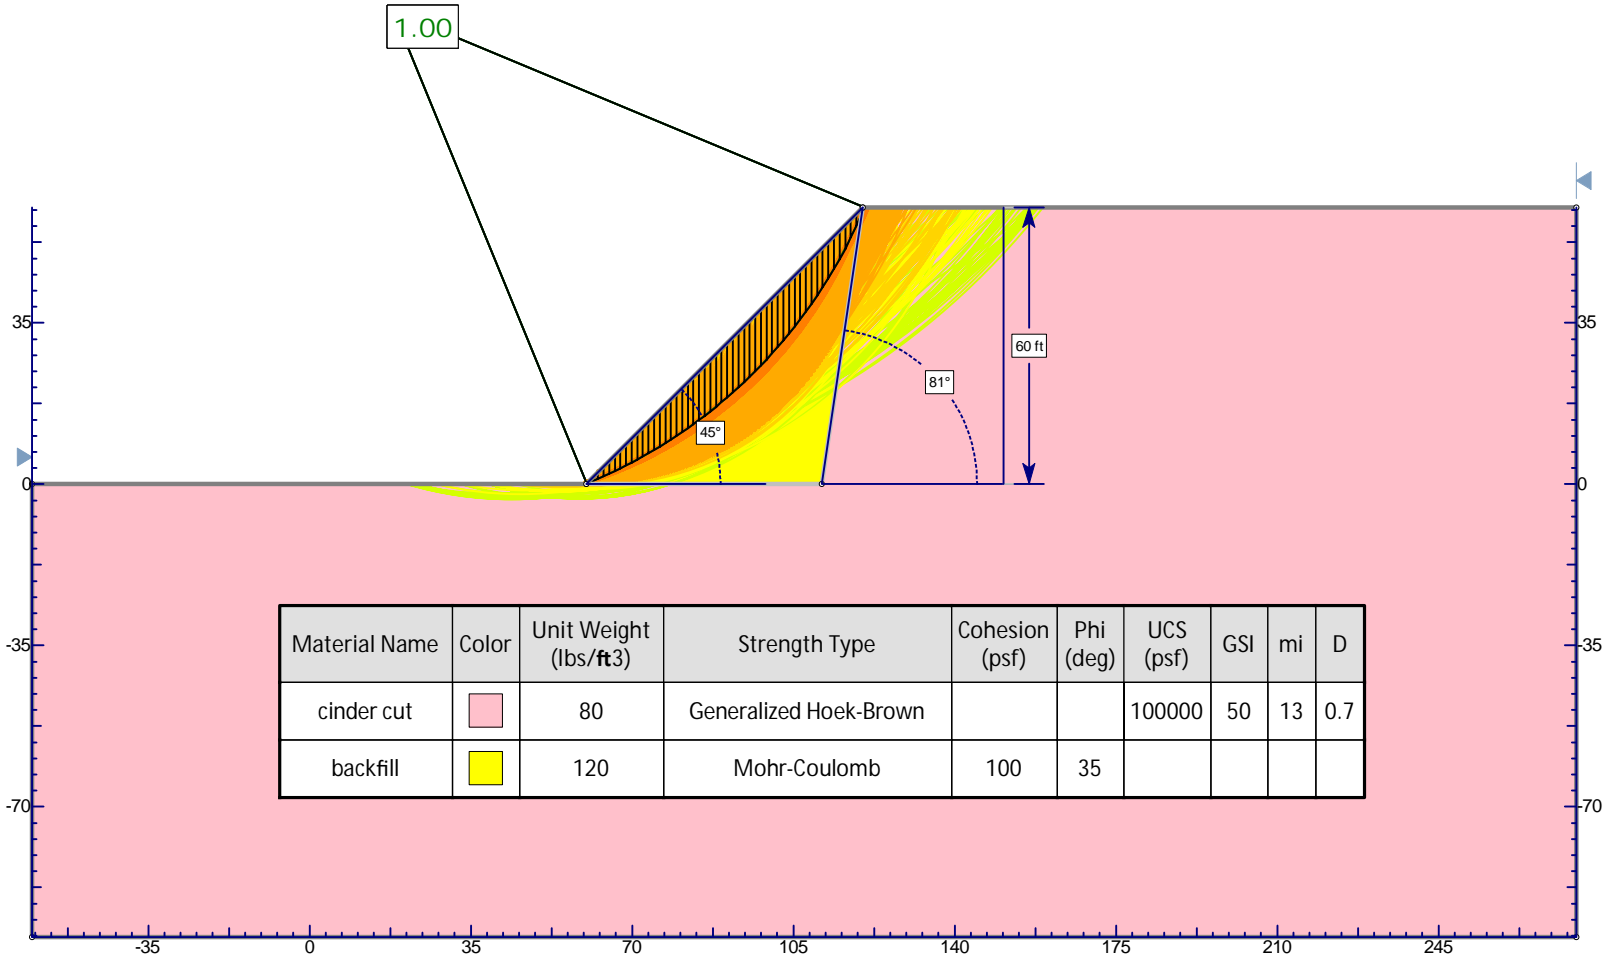 1.00
35
35
60 ft
81°
45°
0
0
Material Name Color Unit Weight (lbs/ft3) Strength Type Cohesion (psf) Phi (deg) UCS (psf) GSI mi D
cinder cut 80 Generalized Hoek-Brown 100000 50 13 0.7
backfill 120 Mohr-Coulomb 100 35
-35
-35
-70
-70
-35 0 35 70 105 140 175 210 245